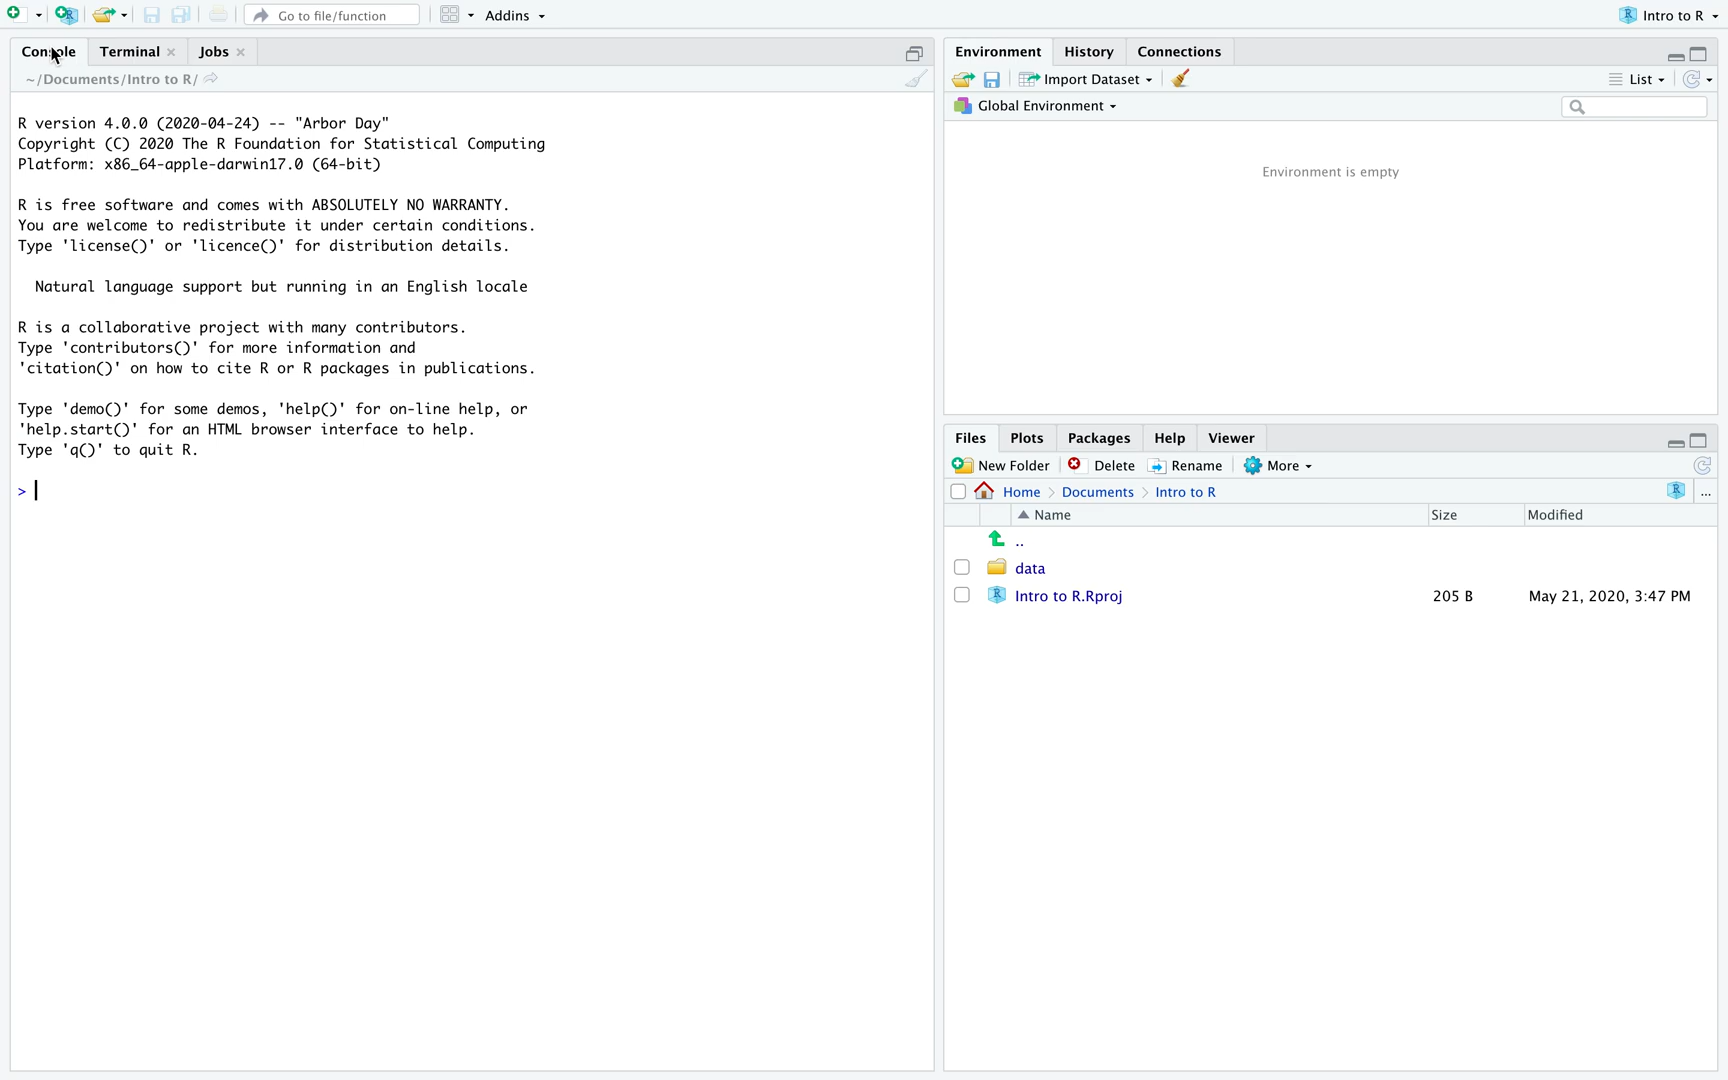 Go to file/function
Addins
Intro to R
Console
Terminal
Jobs
~/Documents/Intro to R/
R version 4.0.0 (2020-04-24) -- "Arbor Day"
Copyright (C) 2020 The R Foundation for Statistical Computing
Platform: x86_64-apple-darwin17.0 (64-bit)
R is free software and comes with ABSOLUTELY NO WARRANTY.
You are welcome to redistribute it under certain conditions.
Type 'license()' or 'licence()' for distribution details.
Natural language support but running in an English locale
R is a collaborative project with many contributors.
Type 'contributors()' for more information and
'citation()' on how to cite R or R packages in publications.
Type 'demo()' for some demos, 'help()' for on-line help, or
'help.start()' for an HTML browser interface to help.
Type 'q()' to quit R.
>
Environment
History
Connections
Import Dataset
List
Global Environment
Environment is empty
Files
Plots
Packages
Help
Viewer
New Folder
Delete
Rename
More
Home > Documents > Intro to R
R
...
Name
Size
Modified
..
data
Intro to R.Rproj
205 B
May 21, 2020, 3:47 PM